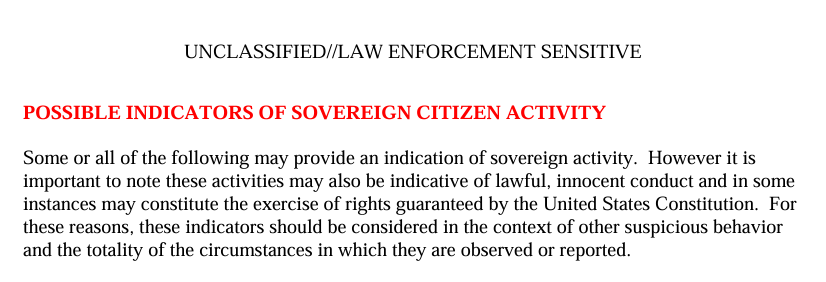 UNCLASSIFIED//LAW ENFORCEMENT SENSITIVE
POSSIBLE INDICATORS OF SOVEREIGN CITIZEN ACTIVITY
Some or all of the following may provide an indication of sovereign activity.  However it is
important to note these activities may also be indicative of lawful, innocent conduct and in some
instances may constitute the exercise of rights guaranteed by the United States Constitution.  For
these reasons, these indicators should be considered in the context of other suspicious behavior
and the totality of the circumstances in which they are observed or reported.